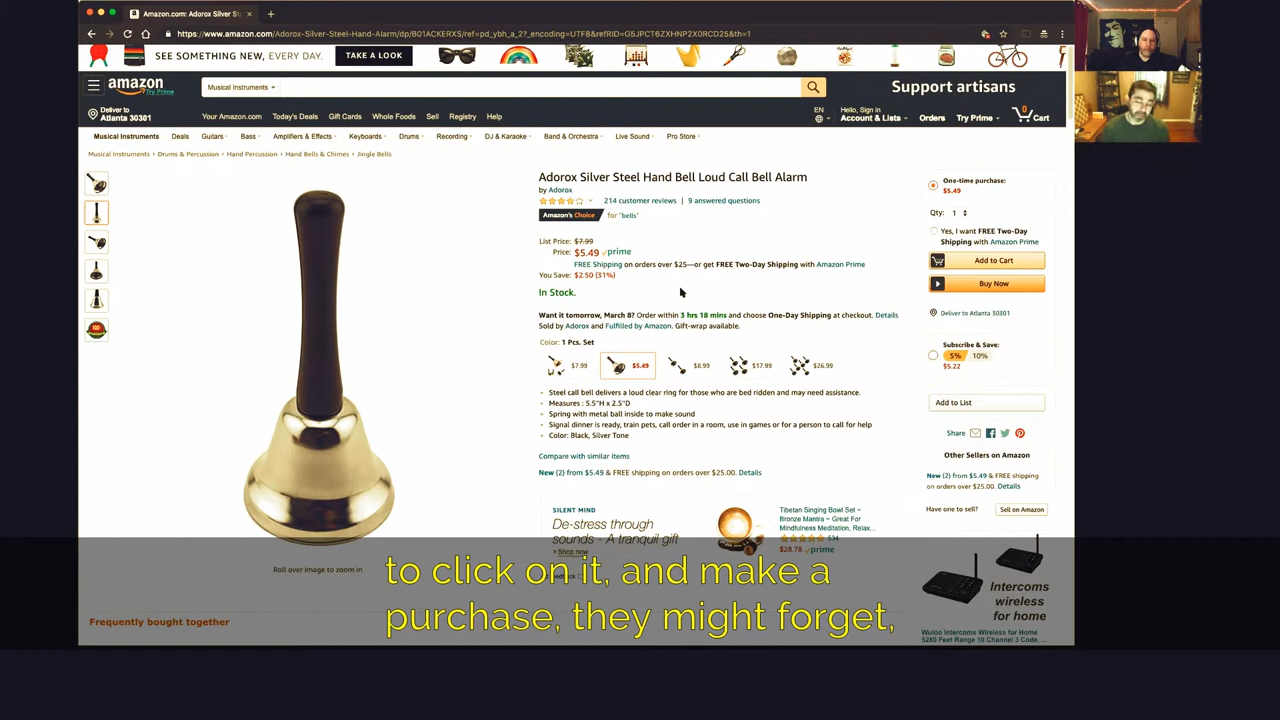 Amazon.com: Adorox Silver St
https://www.amazon.com/Adorox-Silver-Steel-Hand-Alarm/dp/B01ACKERXS/ref=pd_ybh_a_2?_encoding=UTF8&refRID=G5JPCT6ZXHNP2X0RCD25&th=1
SEE SOMETHING NEW, EVERY DAY. TAKE A LOOK
amazon
Try Prime
Musical Instruments
Support artisans
Deliver to
Atlanta 30301
Your Amazon.com Today's Deals Gift Cards Whole Foods Sell Registry Help
EN
Hello, Sign in
Account & Lists Orders Try Prime 0 Cart
Musical Instruments Deals Guitars Bass Amplifiers & Effects Keyboards Drums Recording DJ & Karaoke Band & Orchestra Live Sound Pro Store
Musical Instruments › Drums & Percussion › Hand Percussion › Hand Bells & Chimes › Jingle Bells
Adorox Silver Steel Hand Bell Loud Call Bell Alarm
by Adorox
214 customer reviews | 9 answered questions
Amazon's Choice for "bells"
List Price: $7.99
Price: $5.49 prime
FREE Shipping on orders over $25—or get FREE Two-Day Shipping with Amazon Prime
You Save: $2.50 (31%)
In Stock.
Want it tomorrow, March 8? Order within 3 hrs 18 mins and choose One-Day Shipping at checkout. Details
Sold by Adorox and Fulfilled by Amazon. Gift-wrap available.
Color: 1 Pcs. Set
$7.99 $5.49 $8.99 $17.99 $26.99
• Steel call bell delivers a loud clear ring for those who are bed ridden and may need assistance.
• Measures : 5.5"H x 2.5"D
• Spring with metal ball inside to make sound
• Signal dinner is ready, train pets, call order in a room, use in games or for a person to call for help
• Color: Black, Silver Tone
Compare with similar items
New (2) from $5.49 & FREE shipping on orders over $25.00. Details
SILENT MIND
De-stress through
sounds - A tranquil gift
› Shop now
Tibetan Singing Bowl Set ~
Bronze Mantra ~ Great For
Mindfulness Meditation, Relax...
534
$28.78 prime
Roll over image to zoom in
Frequently bought together
One-time purchase:
$5.49
Qty: 1
Yes, I want FREE Two-Day
Shipping with Amazon Prime
Add to Cart
Buy Now
Deliver to Atlanta 30301
Subscribe & Save:
5% 10%
$5.22
Add to List
Share
Other Sellers on Amazon
New (2) from $5.49 & FREE shipping
on orders over $25.00. Details
Have one to sell? Sell on Amazon
Intercoms
wireless
for home
Wuloo Intercoms Wireless for Home
5280 Feet Range 10 Channel 3 Code, ...
to click on it, and make a
purchase, they might forget,